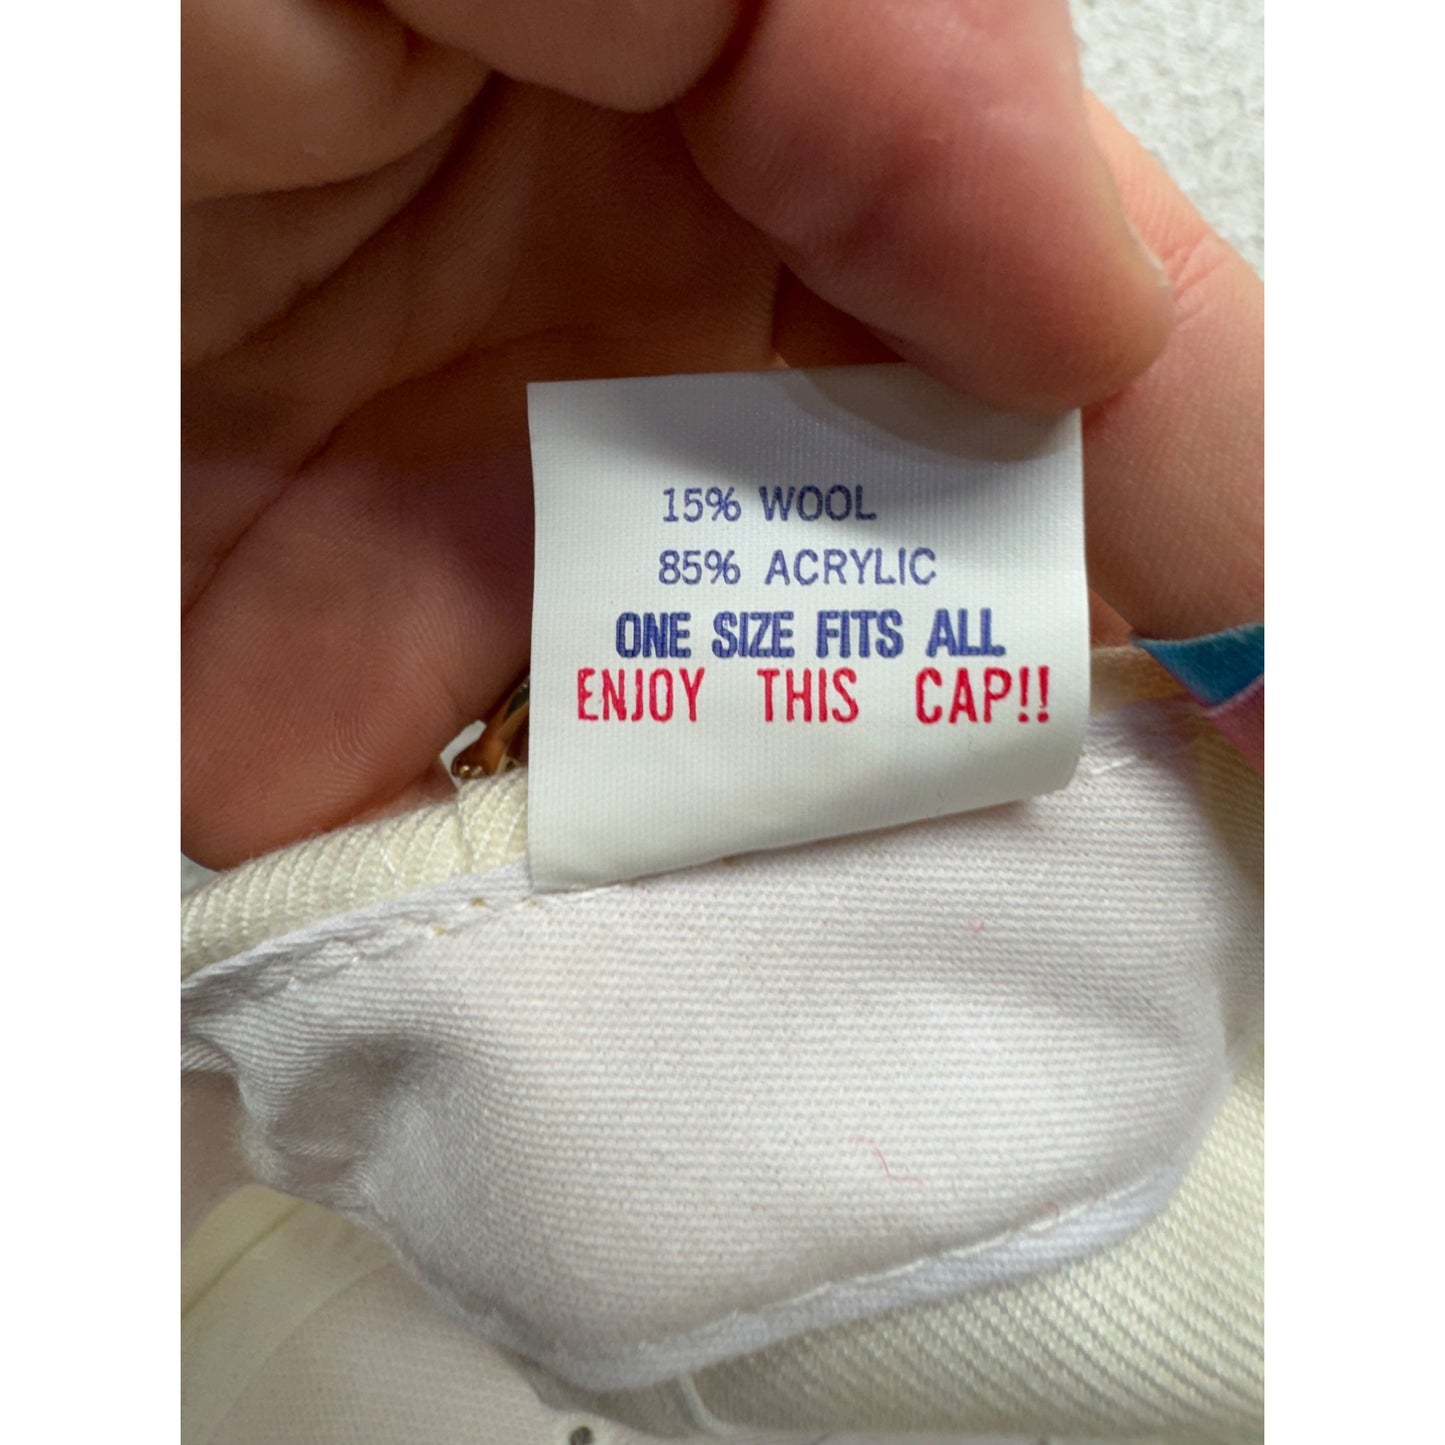 15% WOOL
85% ACRYLIC
ONE SIZE FITS ALL
ENJOY THIS CAP!!